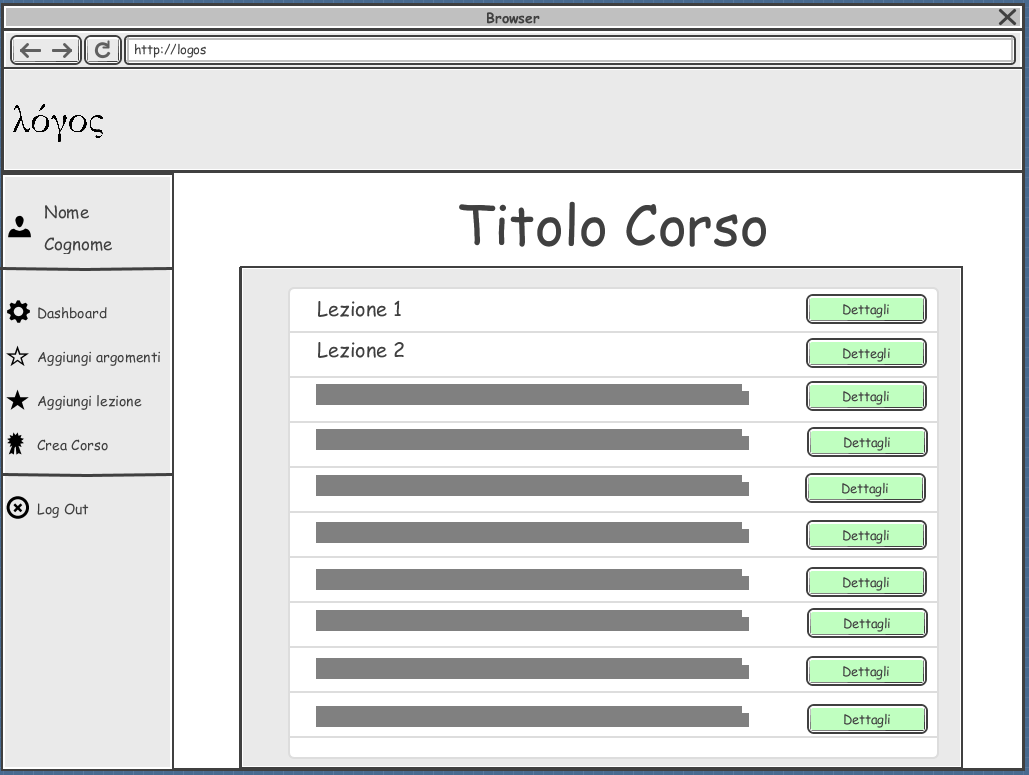 Browser
http://logos
λόγος
Nome
Cognome
Dashboard
Aggiungi argomenti
Aggiungi lezione
Crea Corso
Log Out
Titolo Corso
Lezione 1 Dettagli
Lezione 2 Dettegli
Dettagli
Dettagli
Dettagli
Dettagli
Dettagli
Dettagli
Dettagli
Dettagli